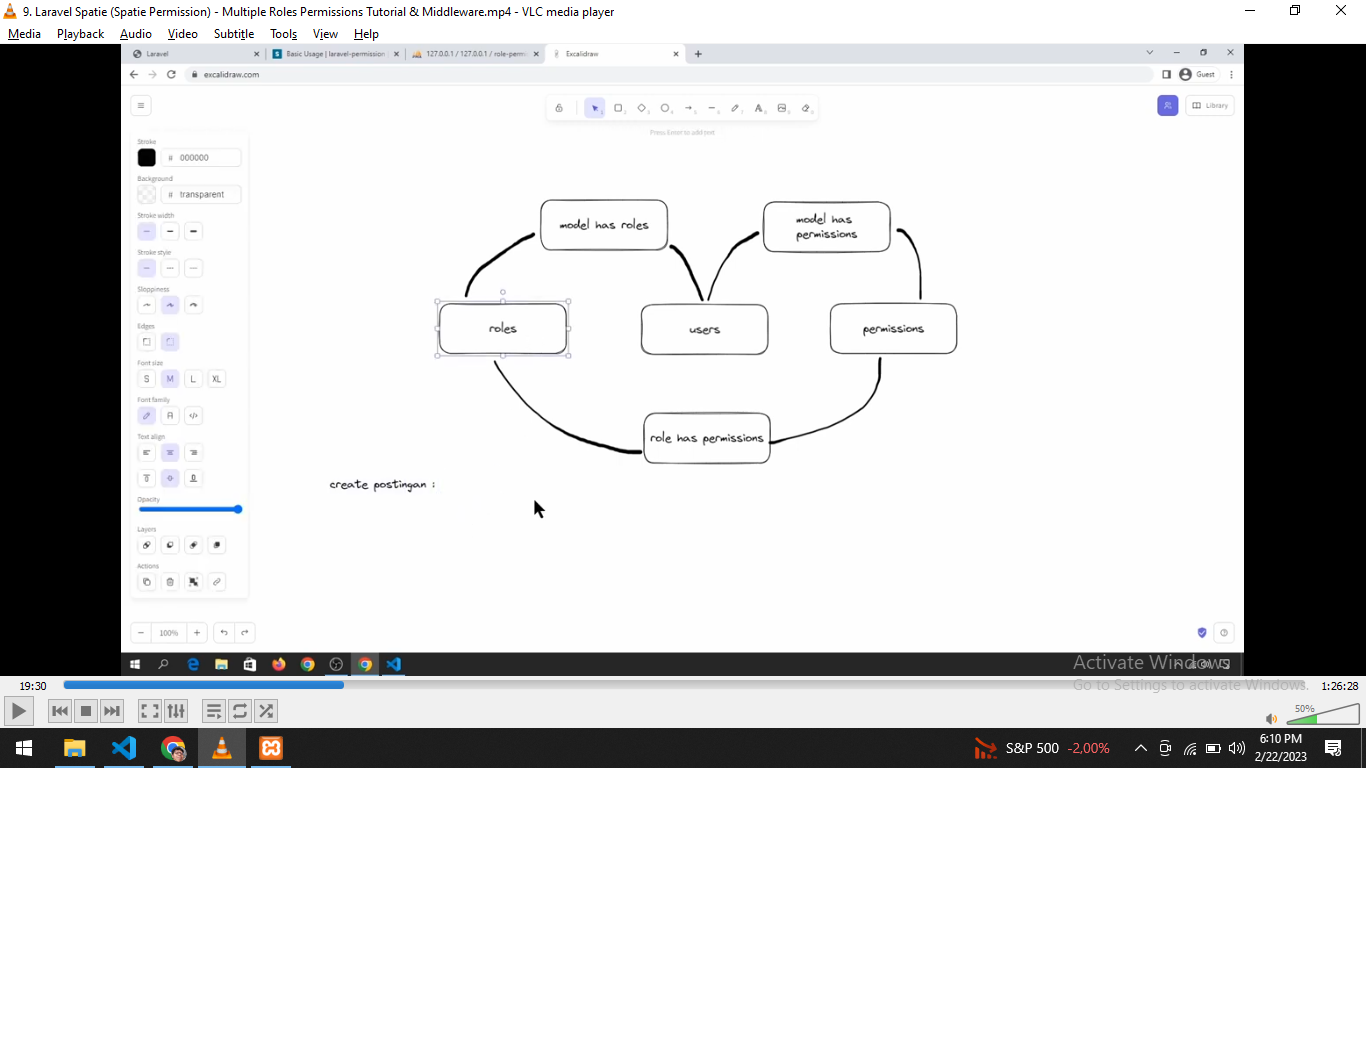 9. Laravel Spatie (Spatie Permission) - Multiple Roles Permissions Tutorial & Middleware.mp4 - VLC media player
Media Playback Audio Video Subtitle Tools View Help
Laravel
Basic Usage | laravel-permission
127.0.0.1 / 127.0.0.1 / role-permi
Excalidraw
excalidraw.com
Guest
Library
Press Enter to add text
Stroke
# 000000
Background
# transparent
Stroke width
Stroke style
Sloppiness
Edges
Font size
S M L XL
Font family
A </>
Text align
Opacity
Layers
Actions
model has roles
model has
permissions
roles
users
permissions
role has permissions
create postingan :
- 100% +
Activate Windows
Go to Settings to activate Windows.
19:30
1:26:28
50%
S&P 500 -2,00%
6:10 PM
2/22/2023